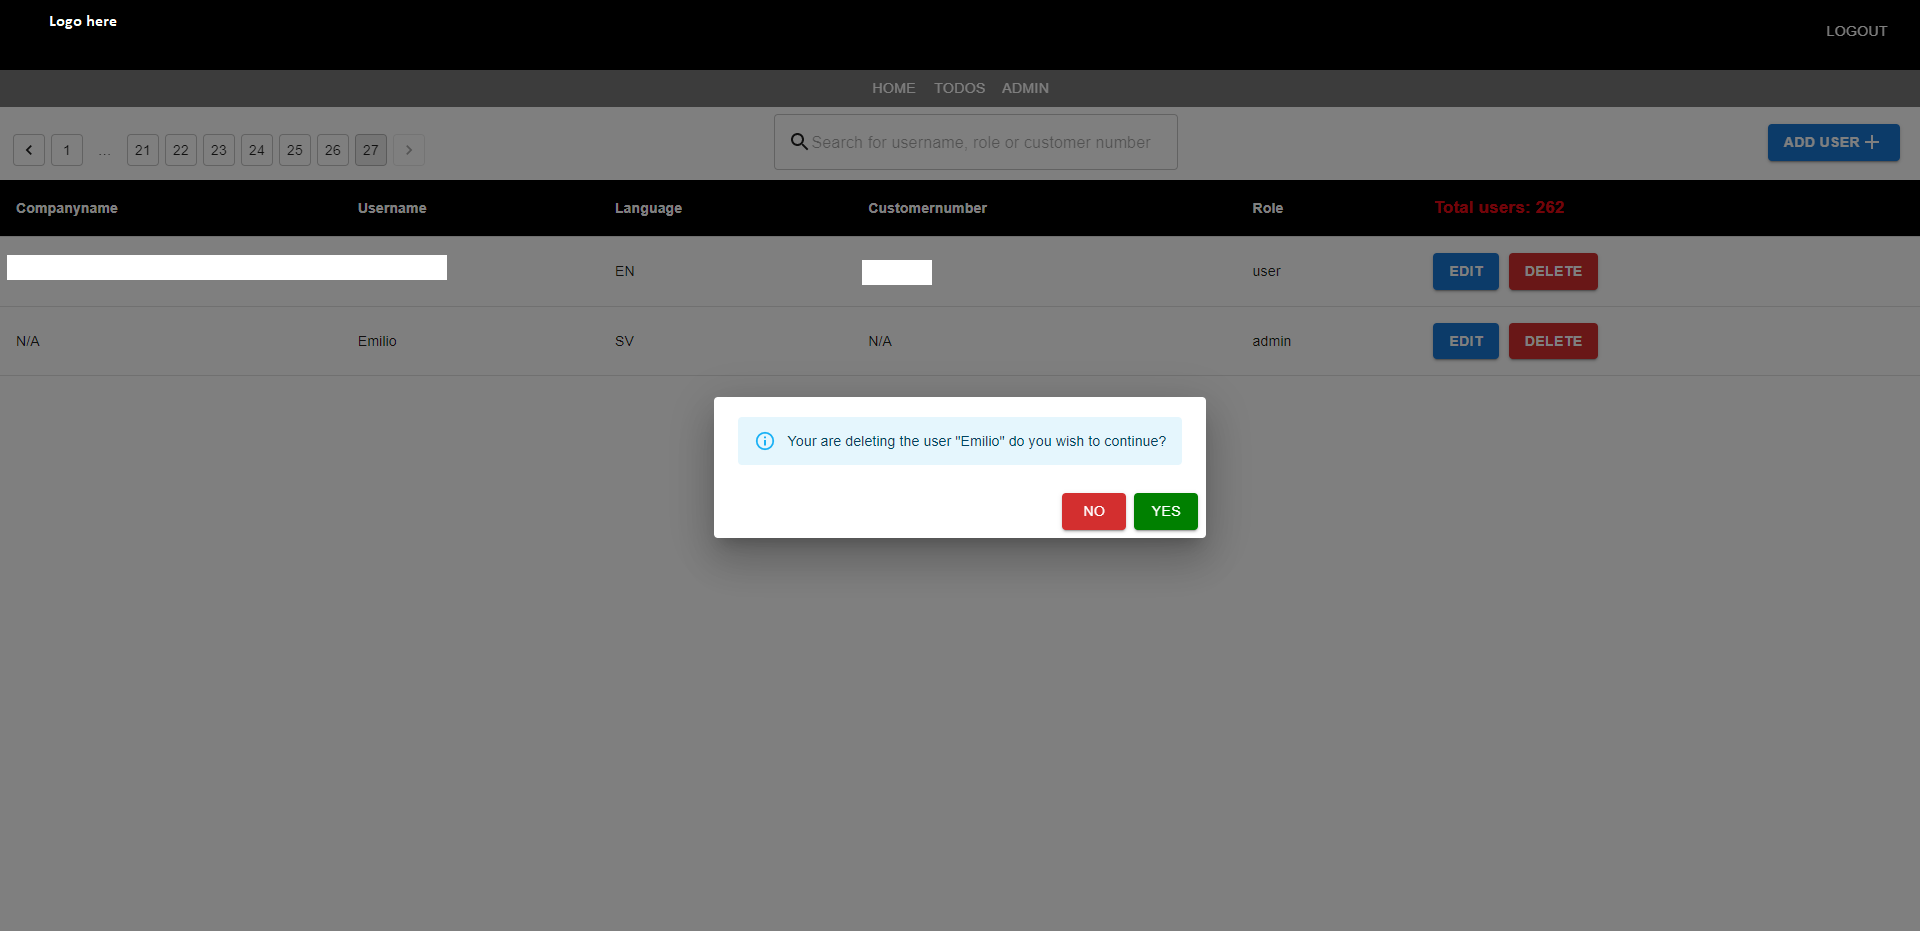 Logo here
LOGOUT
HOME TODOS ADMIN
1 ... 21 22 23 24 25 26 27
Search for username, role or customer number
ADD USER
Companyname Username Language Customernumber Role Total users: 262
EN user EDIT DELETE
N/A Emilio SV N/A admin EDIT DELETE
Your are deleting the user "Emilio" do you wish to continue?
NO YES